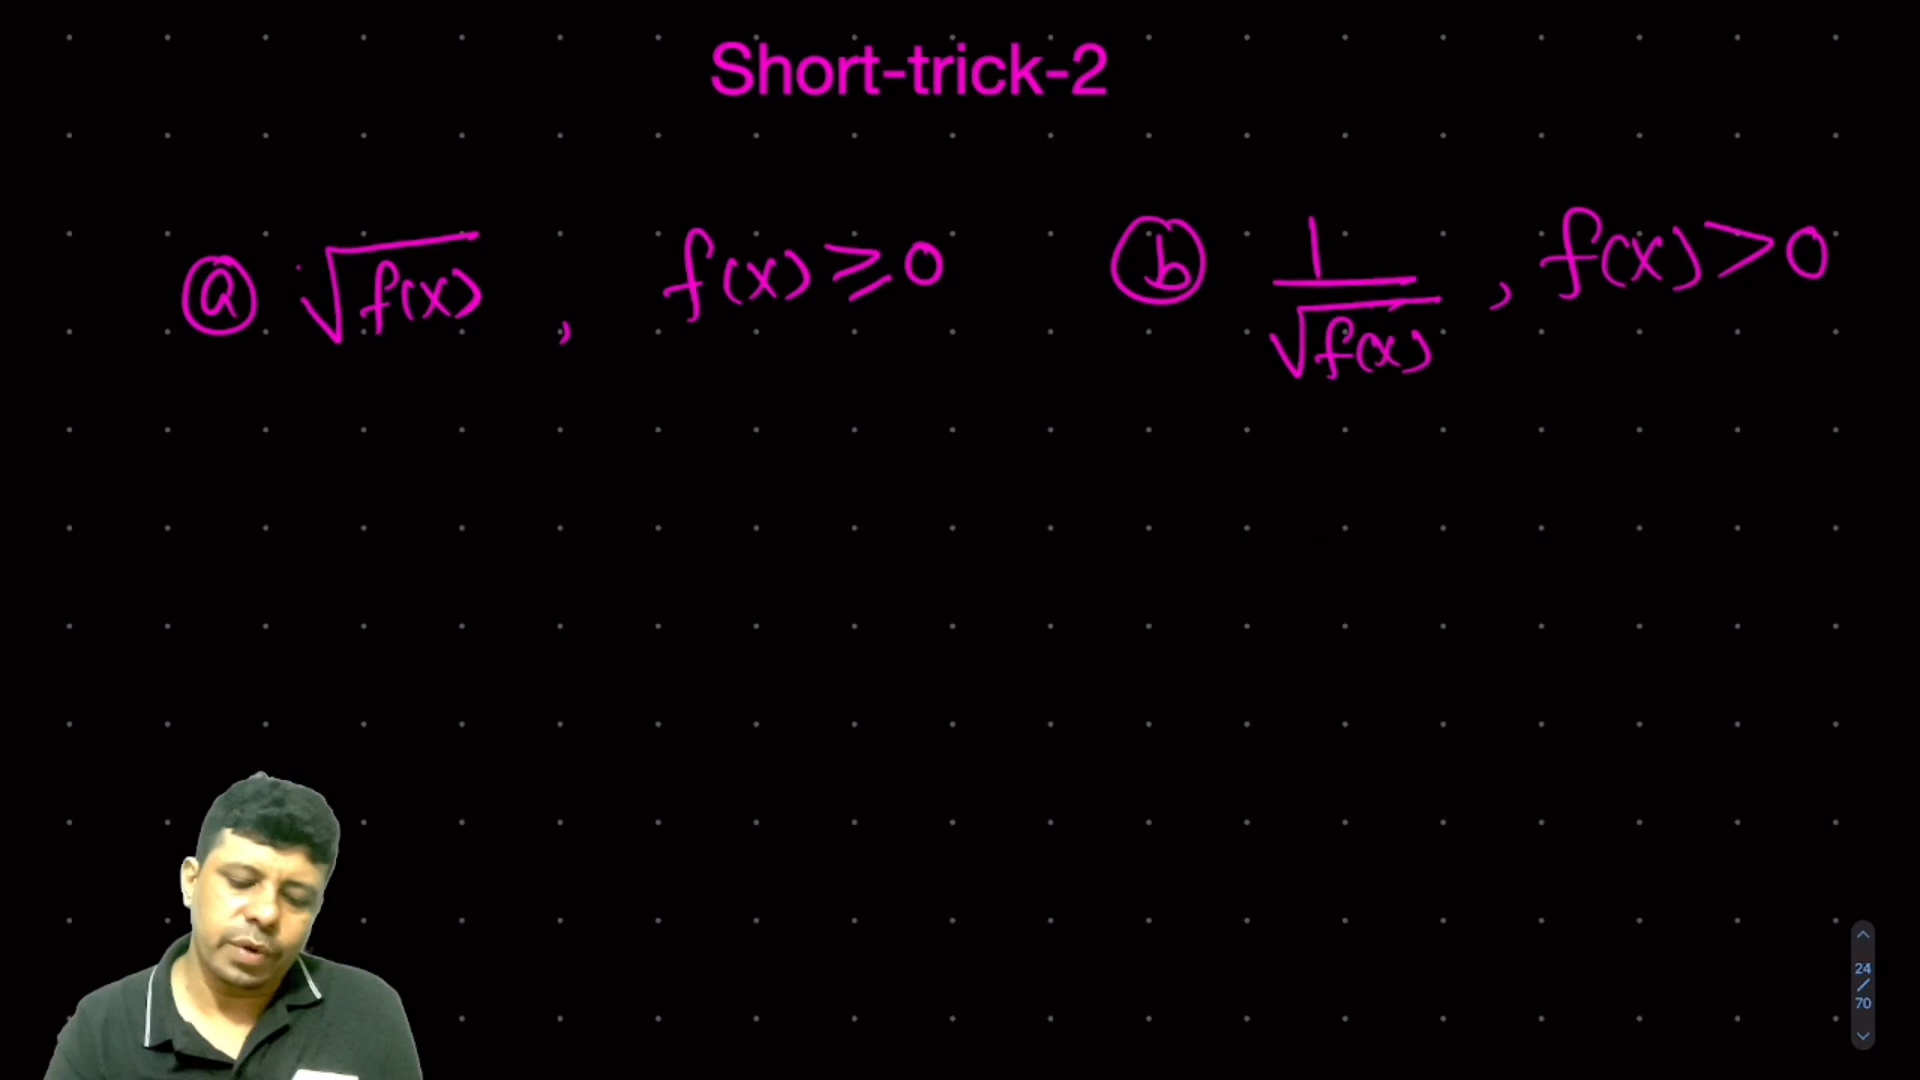 Short-trick-2
ⓐ √f(x) , f(x) ≥ 0
ⓑ 1/√f(x) , f(x) > 0
24
/
70